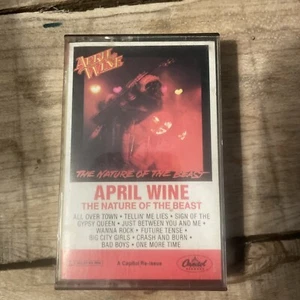 APRIL
WINE
THE NATURE OF THE BEAST
APRIL WINE
THE NATURE OF THE BEAST
ALL OVER TOWN • TELLIN' ME LIES • SIGN OF THE
GYPSY QUEEN • JUST BETWEEN YOU AND ME •
WANNA ROCK • FUTURE TENSE •
BIG CITY GIRLS • CRASH AND BURN •
BAD BOYS • ONE MORE TIME
A Capitol Re-issue
Capitol